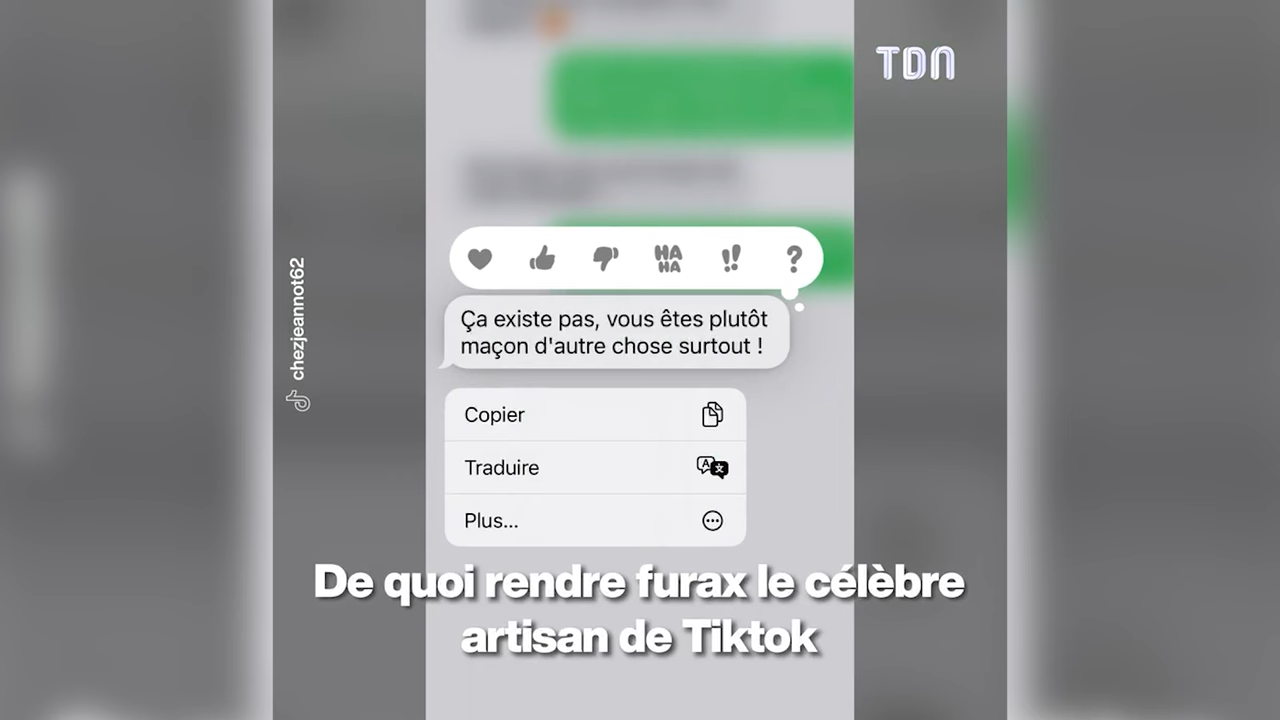 TDN
HA
HA
!!
?
Ça existe pas, vous êtes plutôt
maçon d'autre chose surtout !
chezjeannot62
Copier
Traduire
Plus...
De quoi rendre furax le célèbre
artisan de Tiktok